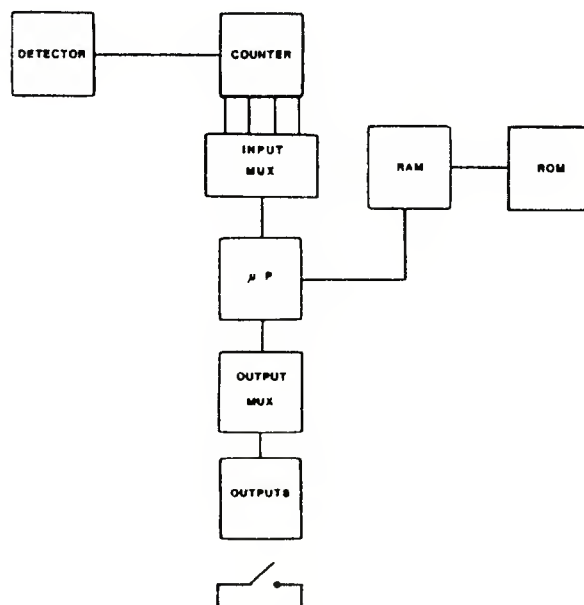 DETECTOR
COUNTER
INPUT
MUX
RAM
ROM
μ P
OUTPUT
MUX
OUTPUTS